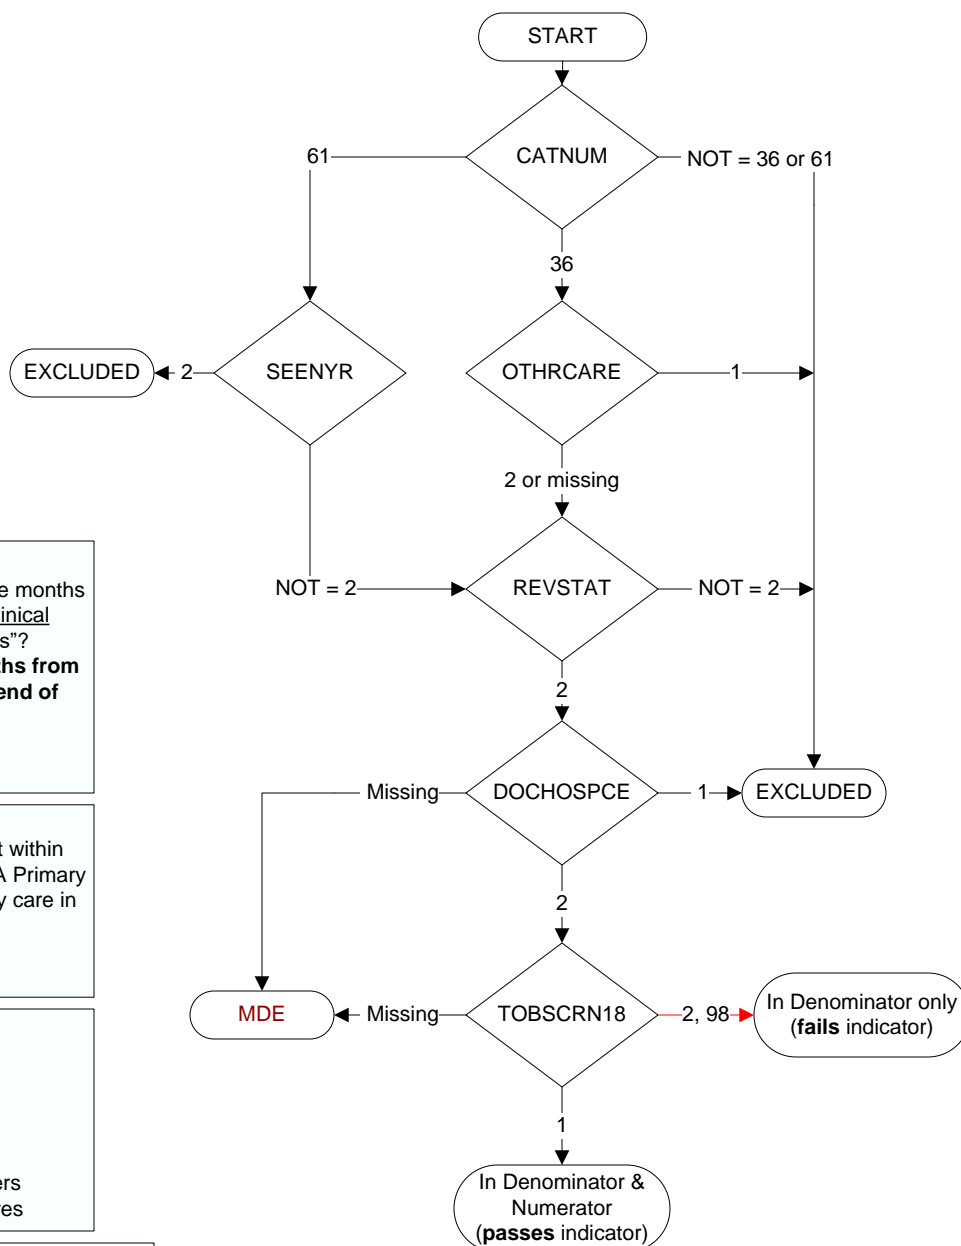 START
CATNUM
61
NOT = 36 or 61
36
EXCLUDED
2
SEENYR
OTHRCARE
1
2 or missing
NOT = 2
REVSTAT
NOT = 2
2
Missing
DOCHOSPCE
1
EXCLUDED
2
MDE
Missing
TOBSCRN18
2, 98
In Denominator only
(fails indicator)
1
In Denominator &
Numerator
(passes indicator)
e months
inical
s”?
ths from
end of
t within
A Primary
y care in
ers
es